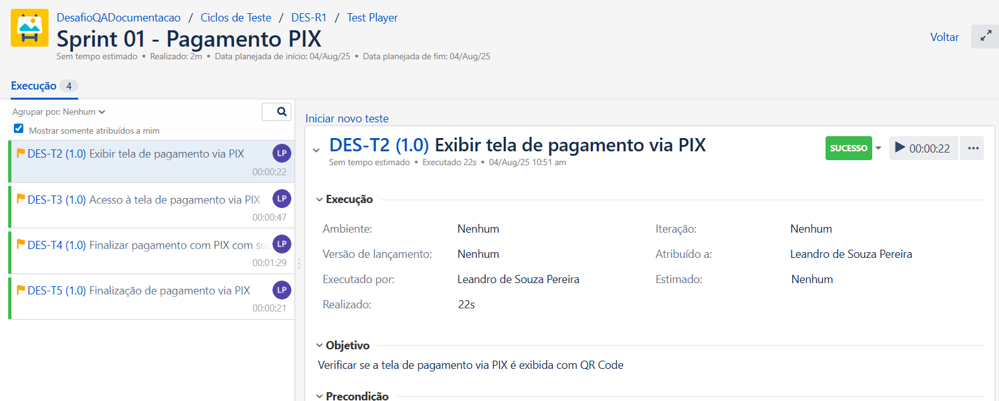 DesafioQADocumentacao / Ciclos de Teste / DES-R1 / Test Player
Sprint 01 - Pagamento PIX
Sem tempo estimado • Realizado: 2m • Data planejada de início: 04/Aug/25 • Data planejada de fim: 04/Aug/25
Voltar
Execução 4
Agrupar por: Nenhum
Mostrar somente atribuídos a mim
DES-T2 (1.0) Exibir tela de pagamento via PIX LP
00:00:22
DES-T3 (1.0) Acesso à tela de pagamento via PIX LP
00:00:47
DES-T4 (1.0) Finalizar pagamento com PIX com su LP
00:01:29
DES-T5 (1.0) Finalização de pagamento via PIX LP
00:00:21
Iniciar novo teste
DES-T2 (1.0) Exibir tela de pagamento via PIX
SUCESSO 00:00:22 ...
Sem tempo estimado • Executado 22s • 04/Aug/25 10:51 am
Execução
Ambiente: Nenhum Iteração: Nenhum
Versão de lançamento: Nenhum Atribuído a: Leandro de Souza Pereira
Executado por: Leandro de Souza Pereira Estimado: Nenhum
Realizado: 22s
Objetivo
Verificar se a tela de pagamento via PIX é exibida com QR Code
Precondição